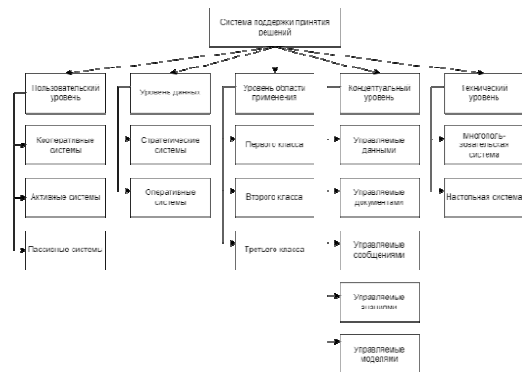 Система поддержки принятия
решений
Пользовательский
уровень
Уровень данных
Уровень области
применения
Концептуальный
уровень
Технический
уровень
Кооперативные
системы
Стратегические
системы
Первого класса
Управляемые
данными
Многополь-
зовательская
система
Активные системы
Оперативные
системы
Второго класса
Управляемые
документами
Настольная система
Пассивные системы
Третьего класса
Управляемые
сообщениями
Управляемые
знаниями
Управляемые
моделями